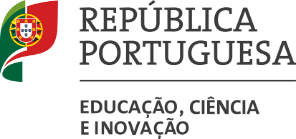 REPÚBLICA
PORTUGUESA
EDUCAÇÃO, CIÊNCIA
E INOVAÇÃO